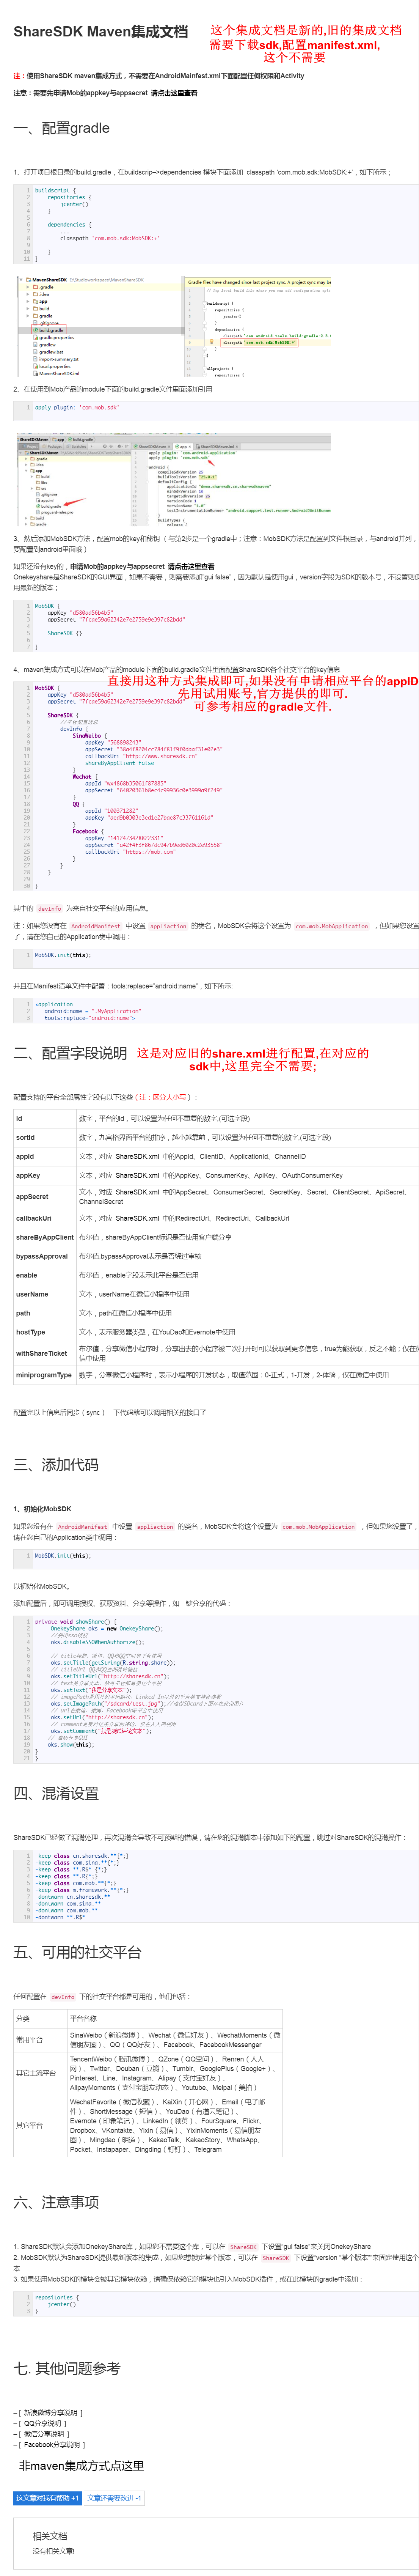 ShareSDK Maven集成文档
这个集成文档是新的,旧的集成文档
需要下载sdk,配置manifest.xml,
这个不需要
注：使用ShareSDK maven集成方式，不需要在AndroidMainfest.xml下面配置任何权限和Activity
注意：需要先申请Mob的appkey与appsecret 请点击这里查看
一、配置gradle
1、打开项目根目录的build.gradle，在buildscrip–>dependencies 模块下面添加 classpath 'com.mob.sdk:MobSDK:+'，如下所示；
buildscript {
repositories {
jcenter()
}
dependencies {
...
classpath 'com.mob.sdk:MobSDK:+'
}
}
2、在使用到Mob产品的module下面的build.gradle文件里面添加引用
apply plugin: 'com.mob.sdk'
3、然后添加MobSDK方法，配置mob的key和秘钥（ 与第2步是一个gradle中；注意：MobSDK方法是配置到文件根目录，与android并列，
要配置到android里面哦）
如果还没有key的，申请Mob的appkey与appsecret 请点击这里查看
Onekeyshare是ShareSDK的GUI界面，如果不需要，则需要添加"gui false"，因为默认是使用gui，version字段为SDK的版本号，不设置则使
用最新的版本；
MobSDK {
appKey "d580ad56b4b5"
appSecret "7fcae59a62342e7e2759e9e397c82bdd"
ShareSDK {}
}
4、maven集成方式可以在Mob产品的module下面的build.gradle文件里面配置ShareSDK各个社交平台的key信息
直接用这种方式集成即可,如果没有申请相应平台的appID
先用试用账号,官方提供的即可.
可参考相应的gradle文件.
MobSDK {
appKey "d580ad56b4b5"
appSecret "7fcae59a62342e7e2759e9e397c82bdd"
ShareSDK {
//平台配置信息
devInfo {
SinaWeibo {
appKey "568898243"
appSecret "38a4f8204cc784f81f9f0daaf31e02e3"
callbackUri "http://www.sharesdk.cn"
shareByAppClient false
}
Wechat {
appId "wx4868b35061f87885"
appSecret "64020361b8ec4c99936c0e3999a9f249"
}
QQ {
appId "100371282"
appKey "aed9b0303e3ed1e27bae87c33761161d"
}
Facebook {
appKey "1412473428822331"
appSecret "a42f4f3f867dc947b9ed6020c2e93558"
callbackUri "https://mob.com"
}
}
}
}
其中的 devInfo 为来自社交平台的应用信息。
注：如果您没有在 AndroidManifest 中设置 appliaction 的类名，MobSDK会将这个设置为 com.mob.MobApplication ，但如果您设置
了，请在您自己的Application类中调用：
MobSDK.init(this);
并且在Manifest清单文件中配置：tools:replace="android:name"，如下所示:
<application
android:name = ".MyApplication"
tools:replace="android:name">
二、配置字段说明
这是对应旧的share.xml进行配置,在对应的
sdk中,这里完全不需要;
配置支持的平台全部属性字段有以下这些（注：区分大小写）：
id 数字，平台的id，可以设置为任何不重复的数字.(可选字段)
sortId 数字，九宫格界面平台的排序，越小越靠前，可以设置为任何不重复的数字.(可选字段)
appId 文本，对应 ShareSDK.xml 中的AppId、ClientID、ApplicationId、ChannelID
appKey 文本，对应 ShareSDK.xml 中的AppKey、ConsumerKey、ApiKey、OAuthConsumerKey
appSecret 文本，对应 ShareSDK.xml 中的AppSecret、ConsumerSecret、SecretKey、Secret、ClientSecret、ApiSecret、
ChannelSecret
callbackUri 文本，对应 ShareSDK.xml 中的RedirectUrl、RedirectUri、CallbackUrl
shareByAppClient 布尔值，shareByAppClient标识是否使用客户端分享
bypassApproval 布尔值,bypassApproval表示是否绕过审核
enable 布尔值，enable字段表示此平台是否启用
userName 文本，userName在微信小程序中使用
path 文本，path在微信小程序中使用
hostType 文本，表示服务器类型，在YouDao和Evernote中使用
withShareTicket 布尔值，分享微信小程序时，分享出去的小程序被二次打开时可以获取到更多信息，true为能获取，反之不能；仅在微
信中使用
miniprogramType 数字，分享微信小程序时，表示小程序的开发状态，取值范围：0-正式，1-开发，2-体验，仅在微信中使用
配置完以上信息后同步（sync）一下代码就可以调用相关的接口了
三、添加代码
1、初始化MobSDK
如果您没有在 AndroidManifest 中设置 appliaction 的类名，MobSDK会将这个设置为 com.mob.MobApplication ，但如果您设置了，
请在您自己的Application类中调用：
MobSDK.init(this);
以初始化MobSDK。
添加配置后，即可调用授权、获取资料、分享等操作，如一键分享的代码：
private void showShare() {
OnekeyShare oks = new OnekeyShare();
//关闭sso授权
oks.disableSSOWhenAuthorize();
// title标题，微信、QQ和QQ空间等平台使用
oks.setTitle(getString(R.string.share));
// titleUrl QQ和QQ空间跳转链接
oks.setTitleUrl("http://sharesdk.cn");
// text是分享文本，所有平台都需要这个字段
oks.setText("我是分享文本");
// imagePath是图片的本地路径，Linked-In以外的平台都支持此参数
oks.setImagePath("/sdcard/test.jpg");//确保SDcard下面存在此张图片
// url在微信、微博，Facebook等平台中使用
oks.setUrl("http://sharesdk.cn");
// comment是我对这条分享的评论，仅在人人网使用
oks.setComment("我是测试评论文本");
// 启动分享GUI
oks.show(this);
}
}
四、混淆设置
ShareSDK已经做了混淆处理，再次混淆会导致不可预期的错误，请在您的混淆脚本中添加如下的配置，跳过对ShareSDK的混淆操作：
-keep class cn.sharesdk.**{*;}
-keep class com.sina.**{*;}
-keep class **.R$* {*;}
-keep class **.R{*;}
-keep class com.mob.**{*;}
-keep class m.framework.**{*;}
-dontwarn cn.sharesdk.**
-dontwarn com.sina.**
-dontwarn com.mob.**
-dontwarn **.R$*
五、可用的社交平台
任何配置在 devInfo 下的社交平台都是可用的，他们包括：
分类 平台名称
常用平台 SinaWeibo（新浪微博）、Wechat（微信好友）、WechatMoments（微
信朋友圈）、QQ（QQ好友）、Facebook、FacebookMessenger
其它主流平台 TencentWeibo（腾讯微博）、QZone（QQ空间）、Renren（人人
网）、Twitter、Douban（豆瓣）、Tumblr、GooglePlus（Google+）、
Pinterest、Line、Instagram、Alipay（支付宝好友）、
AlipayMoments（支付宝朋友动态）、Youtube、Meipai（美拍）
其它平台 WechatFavorite（微信收藏）、KaiXin（开心网）、Email（电子邮
件）、ShortMessage（短信）、YouDao（有道云笔记）、
Evernote（印象笔记）、LinkedIn（领英）、FourSquare、Flickr、
Dropbox、VKontakte、Yixin（易信）、YixinMoments（易信朋友
圈）、Mingdao（明道）、KakaoTalk、KakaoStory、WhatsApp、
Pocket、Instapaper、Dingding（钉钉）、Telegram
六、注意事项
1. ShareSDK默认会添加OnekeyShare库，如果您不需要这个库，可以在 ShareSDK 下设置"gui false"来关闭OnekeyShare
2. MobSDK默认为ShareSDK提供最新版本的集成，如果您想锁定某个版本，可以在 ShareSDK 下设置"version "某个版本""来固定使用这个版
本
3. 如果使用MobSDK的模块会被其它模块依赖，请确保依赖它的模块也引入MobSDK插件，或在此模块的gradle中添加：
repositories {
jcenter()
}
七. 其他问题参考
– [ 新浪微博分享说明 ]
– [ QQ分享说明 ]
– [ 微信分享说明 ]
– [ Facebook分享说明 ]
非maven集成方式点这里
这文章对我有帮助 +1 文章还需要改进 -1
相关文档
没有相关文章!